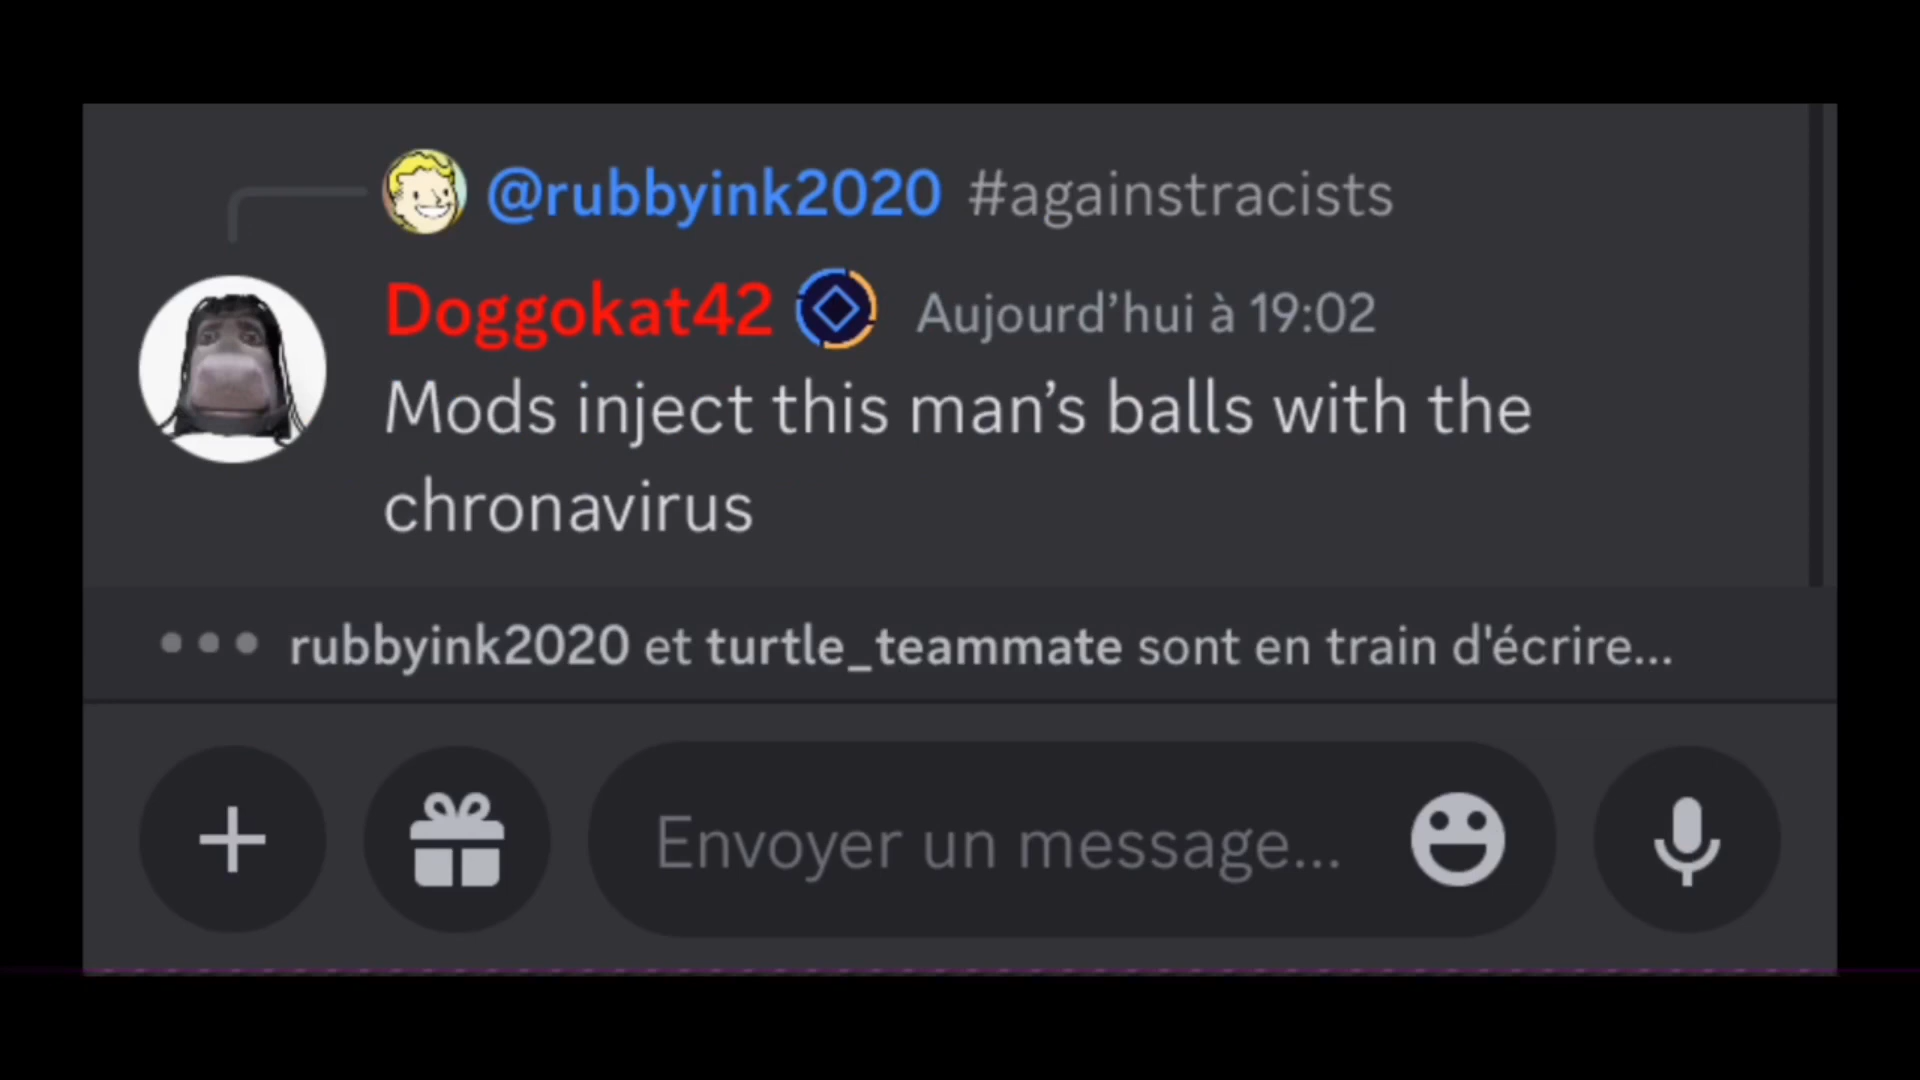 @rubbyink2020 #againstracists
Doggokat42 Aujourd’hui à 19:02
Mods inject this man’s balls with the
chronavirus
rubbyink2020 et turtle_teammate sont en train d'écrire...
Envoyer un message...